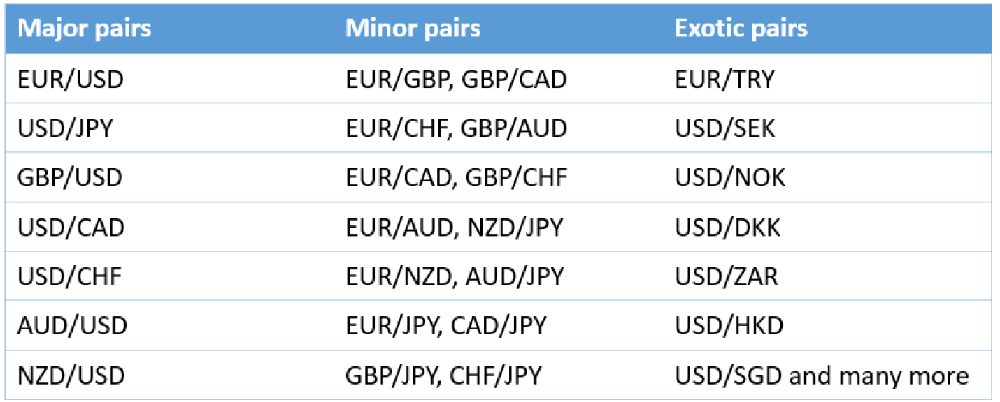 Major pairs Minor pairs Exotic pairs
EUR/USD EUR/GBP, GBP/CAD EUR/TRY
USD/JPY EUR/CHF, GBP/AUD USD/SEK
GBP/USD EUR/CAD, GBP/CHF USD/NOK
USD/CAD EUR/AUD, NZD/JPY USD/DKK
USD/CHF EUR/NZD, AUD/JPY USD/ZAR
AUD/USD EUR/JPY, CAD/JPY USD/HKD
NZD/USD GBP/JPY, CHF/JPY USD/SGD and many more